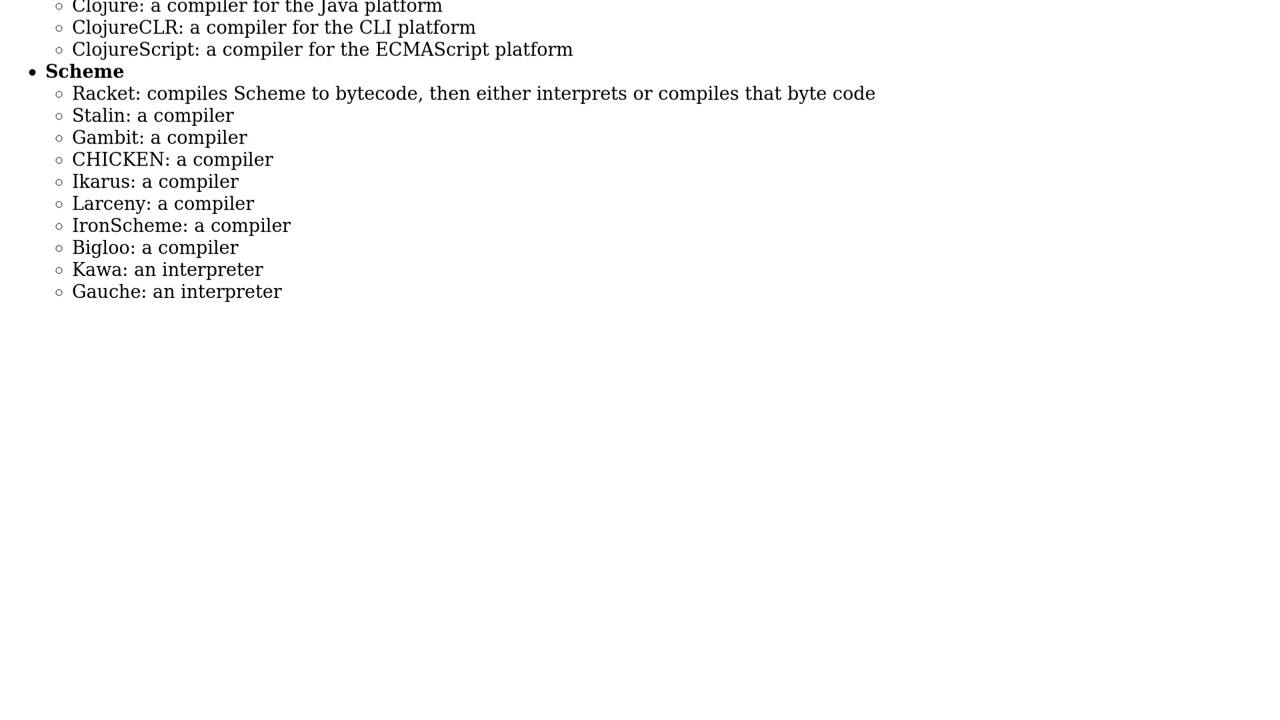 Clojure: a compiler for the Java platform
ClojureCLR: a compiler for the CLI platform
ClojureScript: a compiler for the ECMAScript platform
Scheme
Racket: compiles Scheme to bytecode, then either interprets or compiles that byte code
Stalin: a compiler
Gambit: a compiler
CHICKEN: a compiler
Ikarus: a compiler
Larceny: a compiler
IronScheme: a compiler
Bigloo: a compiler
Kawa: an interpreter
Gauche: an interpreter